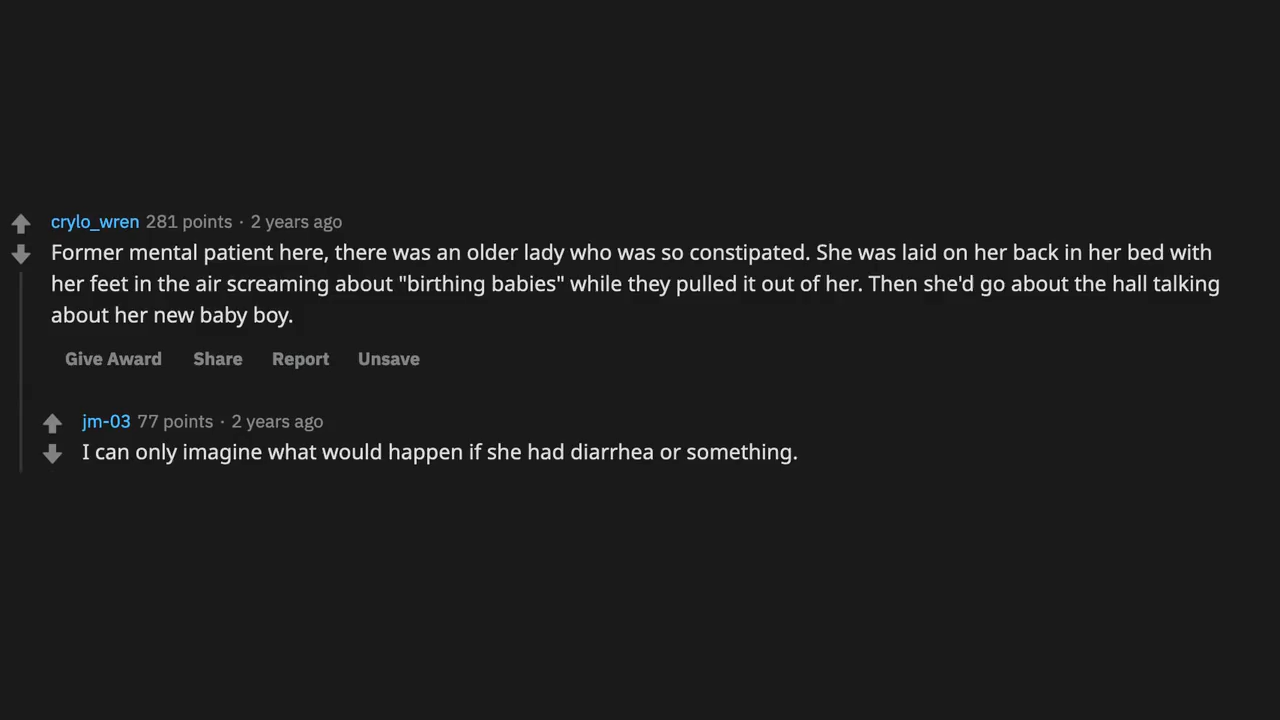 crylo_wren 281 points · 2 years ago
Former mental patient here, there was an older lady who was so constipated. She was laid on her back in her bed with
her feet in the air screaming about "birthing babies" while they pulled it out of her. Then she'd go about the hall talking
about her new baby boy.
Give Award Share Report Unsave
jm-03 77 points · 2 years ago
I can only imagine what would happen if she had diarrhea or something.